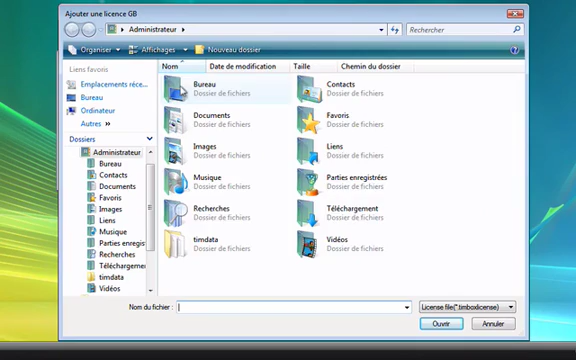 Ajouter une licence GB
Administrateur
Rechercher
Organiser
Affichages
Nouveau dossier
Liens favoris
Emplacements réce...
Bureau
Ordinateur
Autres »
Dossiers
Administrateur
Bureau
Contacts
Documents
Favoris
Images
Liens
Musique
Parties enregist
Recherches
Téléchargemer
timdata
Vidéos
Nom
Date de modification
Taille
Chemin du dossier
Bureau
Dossier de fichiers
Contacts
Dossier de fichiers
Documents
Dossier de fichiers
Favoris
Dossier de fichiers
Images
Dossier de fichiers
Liens
Dossier de fichiers
Musique
Dossier de fichiers
Parties enregistrées
Dossier de fichiers
Recherches
Dossier de fichiers
Téléchargement
Dossier de fichiers
timdata
Dossier de fichiers
Vidéos
Dossier de fichiers
Nom du fichier :
License file(*.timboxlicense)
Ouvrir
Annuler